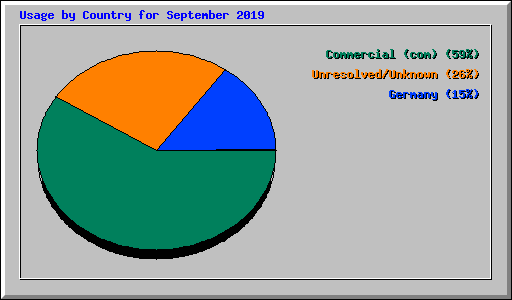 Usage by Country for September 2019
Commercial (com) (59%)
Unresolved/Unknown (26%)
Germany (15%)